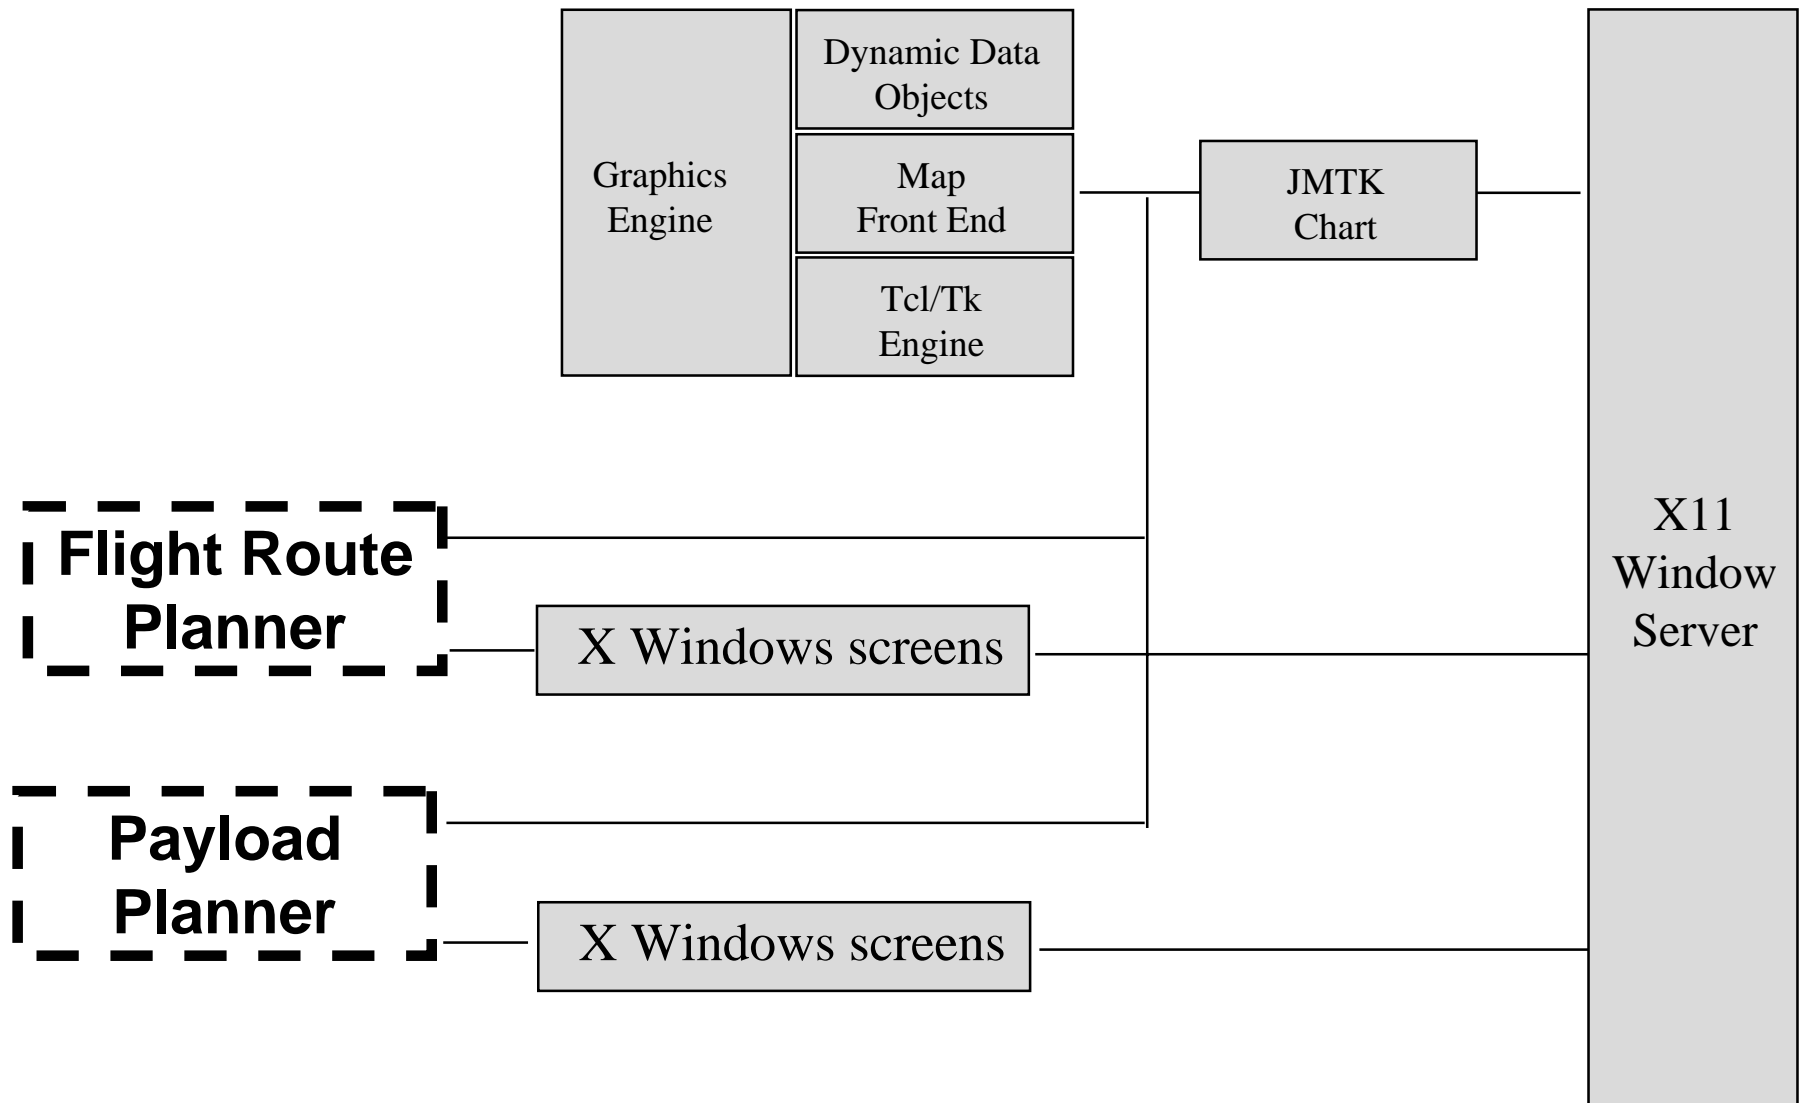 Dynamic Data
Objects
Graphics
Engine
Map
Front End
JMTK
Chart
Tcl/Tk
Engine
X11
Window
Server
Flight Route
Planner
X Windows screens
Payload
Planner
X Windows screens